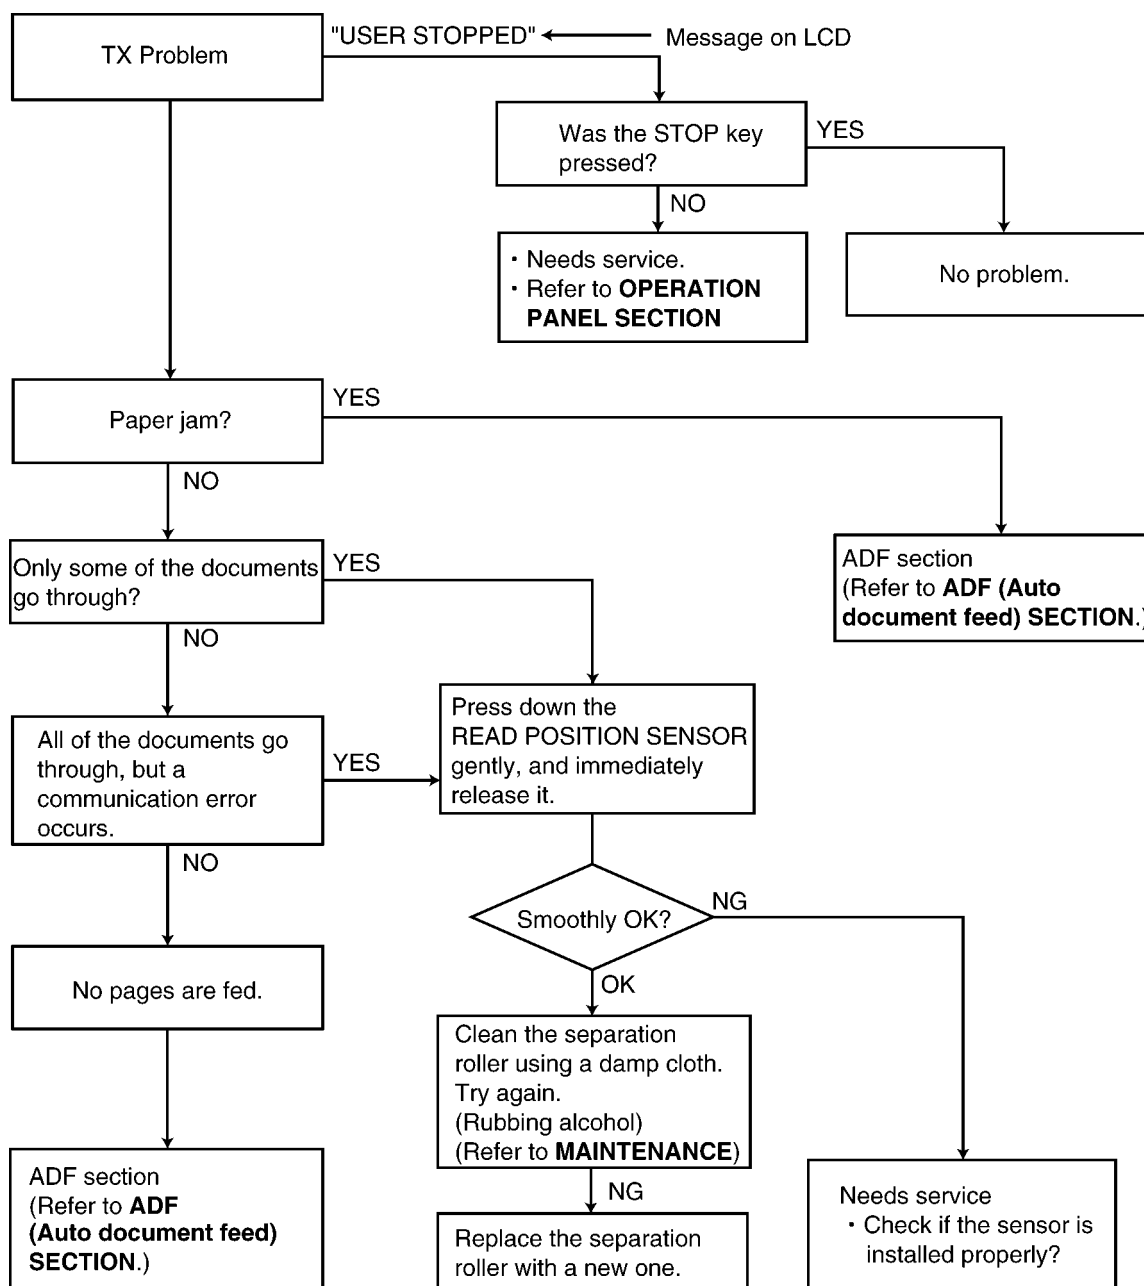 TX Problem
"USER STOPPED"
Message on LCD
Was the STOP key
pressed?
YES
NO
· Needs service.
· Refer to OPERATION
PANEL SECTION
No problem.
Paper jam?
YES
NO
ADF section
(Refer to ADF (Auto
document feed) SECTION.)
Only some of the documents
go through?
YES
NO
Press down the
READ POSITION SENSOR
gently, and immediately
release it.
All of the documents go
through, but a
communication error
occurs.
YES
NO
Smoothly OK?
NG
OK
No pages are fed.
Clean the separation
roller using a damp cloth.
Try again.
(Rubbing alcohol)
(Refer to MAINTENANCE)
NG
ADF section
(Refer to ADF
(Auto document feed)
SECTION.)
Replace the separation
roller with a new one.
Needs service
· Check if the sensor is
installed properly?